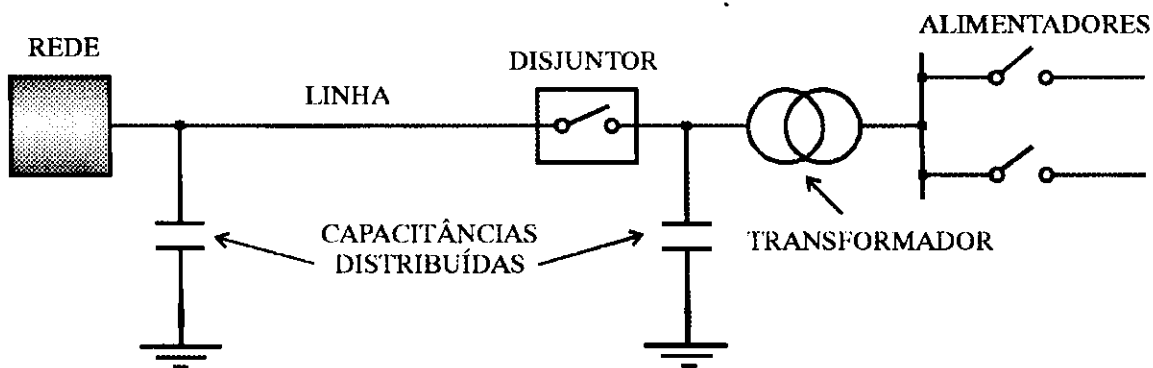 ALIMENTADORES
REDE
DISJUNTOR
LINHA
CAPACITÂNCIAS
DISTRIBUÍDAS
TRANSFORMADOR